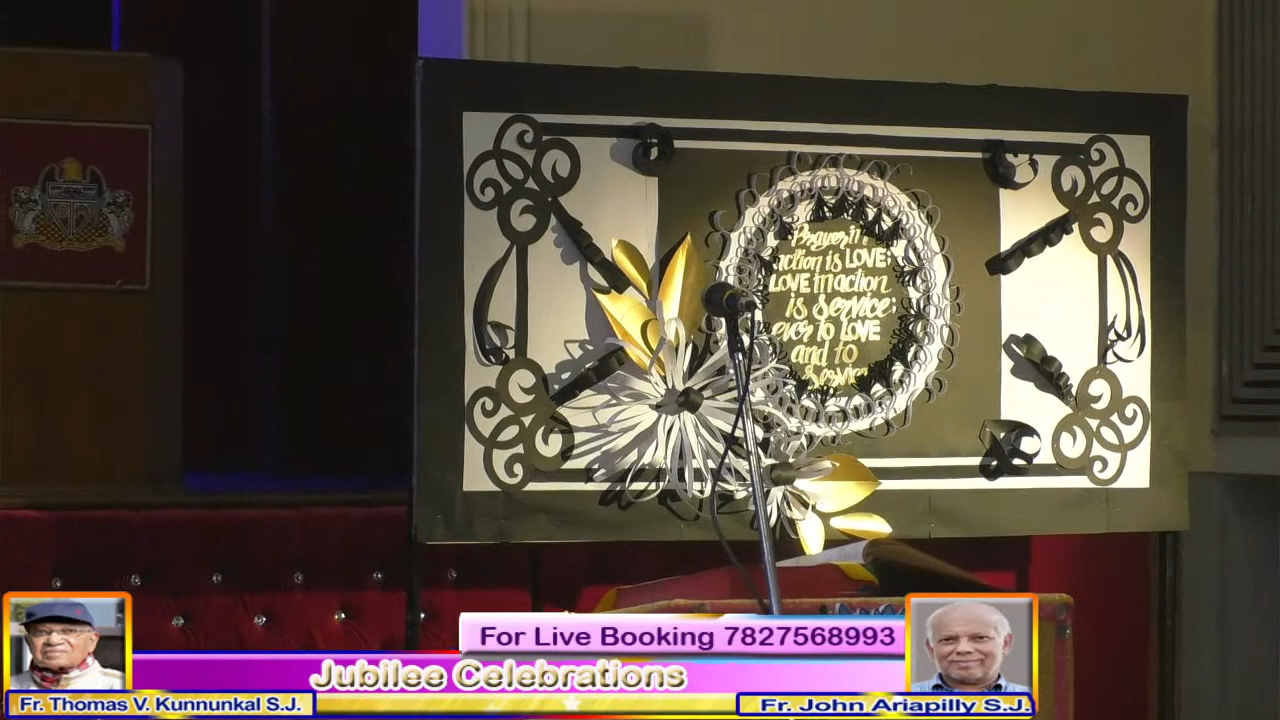 Prayer in
action is LOVE;
LOVE in action
is Service;
ever to LOVE
and to
Service
For Live Booking 7827568993
Jubilee Celebrations
Fr. Thomas V. Kunnunkal S.J.
Fr. John Ariapilly S.J.